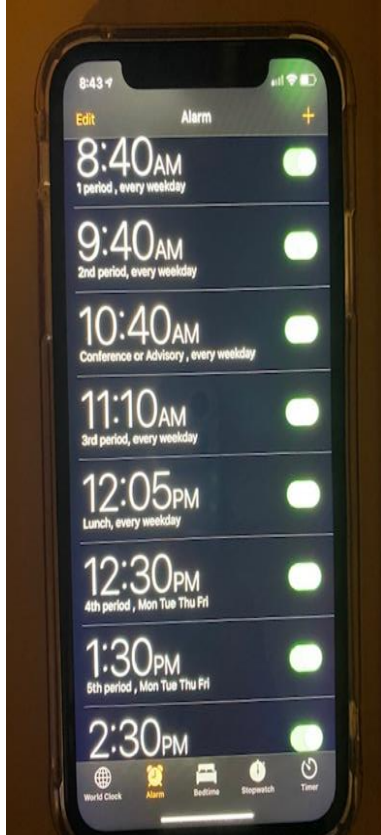 8:43
Edit Alarm +
8:40AM
1 period , every weekday
9:40AM
2nd period, every weekday
10:40AM
Conference or Advisory , every weekday
11:10AM
3rd period, every weekday
12:05PM
Lunch, every weekday
12:30PM
4th period , Mon Tue Thu Fri
1:30PM
5th period , Mon Tue Thu Fri
2:30PM
World Clock Alarm Bedtime Stopwatch Timer